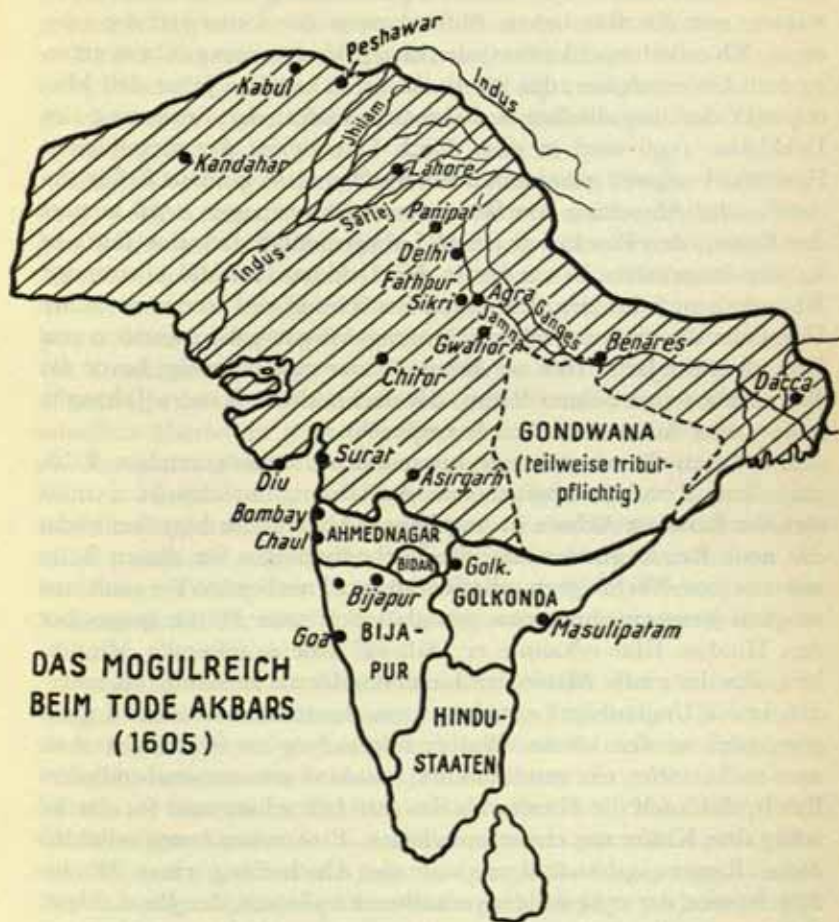 Peshawar
Kabul
Indus
Jhilam
Kandahar
Lahore
Satlej
Panipat
Indus
Delhi
Fathpur
Sikri
Agra
Ganges
Jamna
Gwalior
Benares
Chitor
Dacca
GONDWANA
(teilweise tribut-
pflichtig)
Surat
Diu
Asirgarh
Bombay
Chaul
AHMEDNAGAR
BIDAR
Golk.
Bijapur
GOLKONDA
Goa
BIJA-
PUR
Masulipatam
DAS MOGULREICH
BEIM TODE AKBARS
(1605)
HINDU-
STAATEN